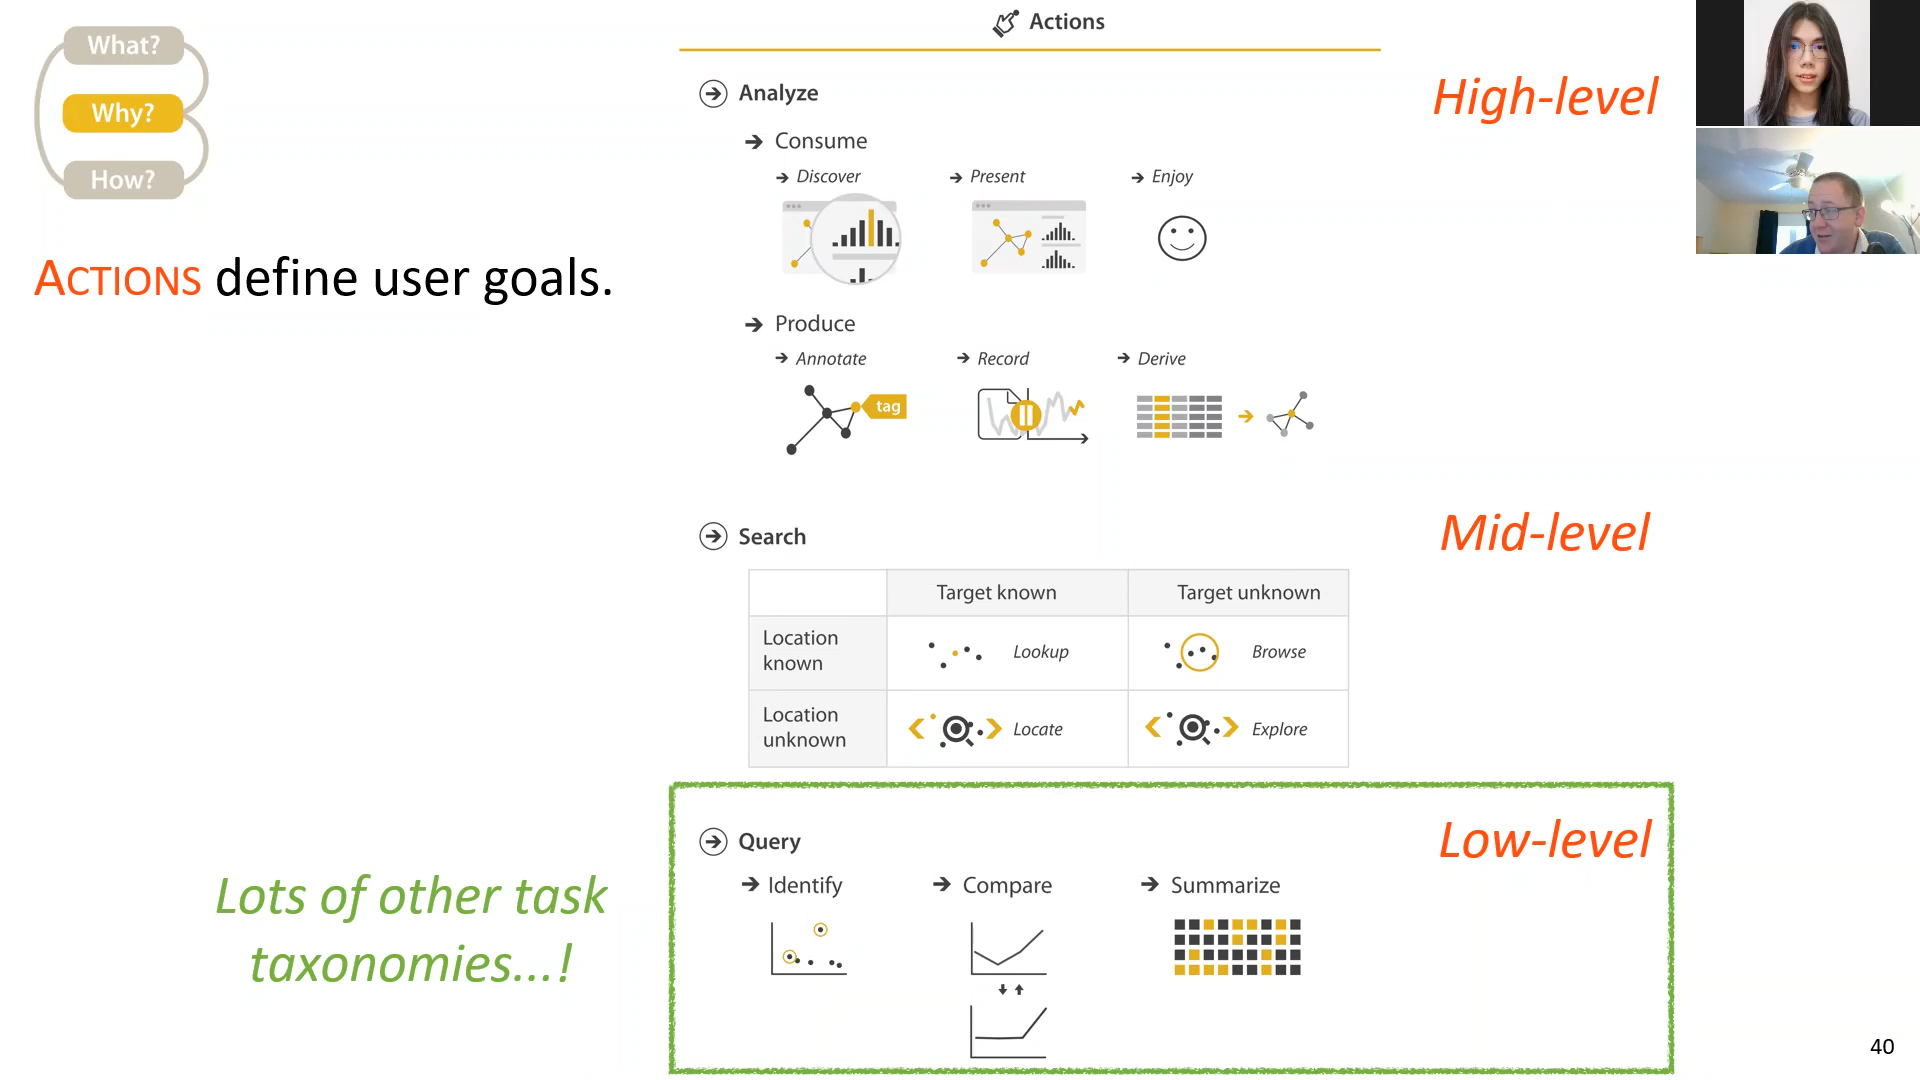 What?
Why?
How?
ACTIONS define user goals.
Actions
Analyze
High-level
Consume
Discover
Present
Enjoy
Produce
Annotate
Record
Derive
tag
Search
Mid-level
Target known
Target unknown
Location known
Lookup
Browse
Location unknown
Locate
Explore
Query
Low-level
Identify
Compare
Summarize
Lots of other task
taxonomies...!
40